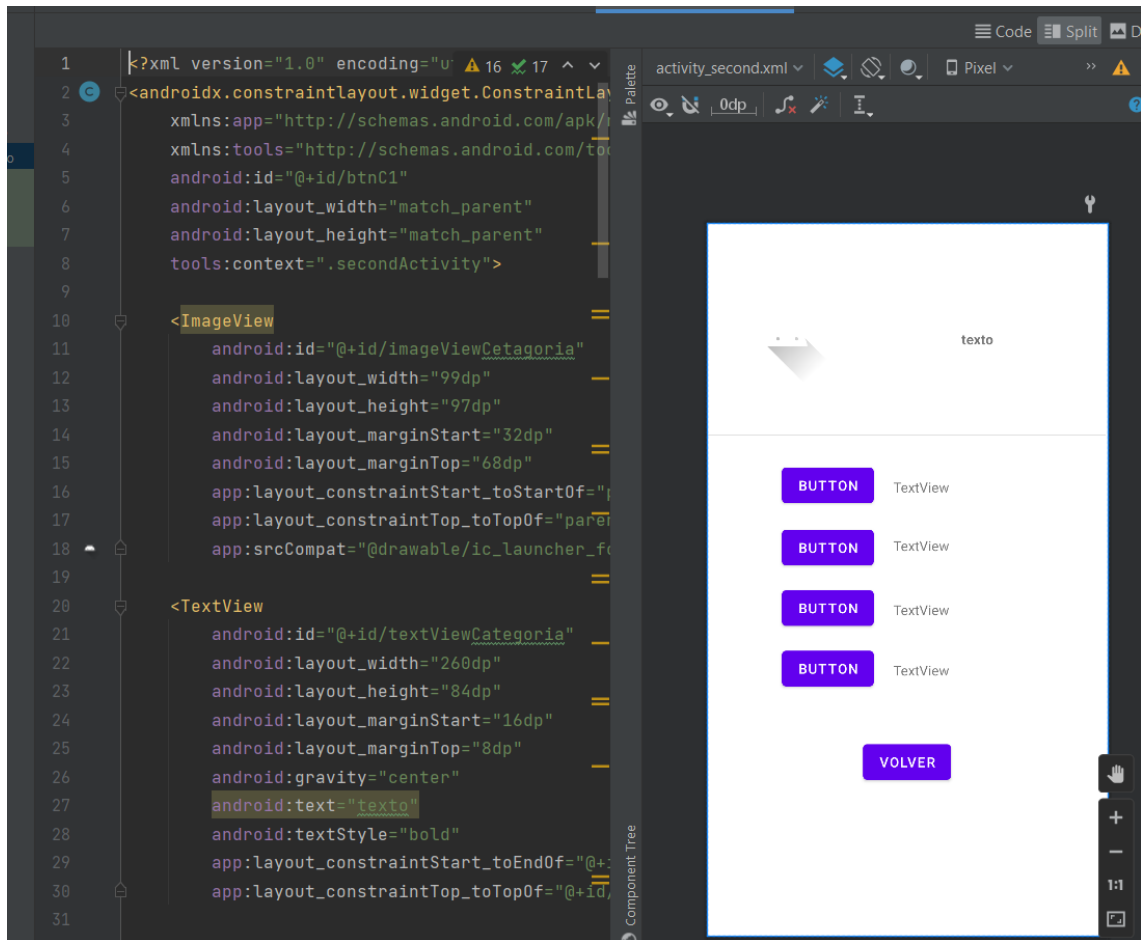 Code Split D
1 <?xml version="1.0" encoding="u 16 17
2 C <androidx.constraintlayout.widget.ConstraintLay
3 xmlns:app="http://schemas.android.com/apk/r
4 xmlns:tools="http://schemas.android.com/too
5 android:id="@+id/btnC1"
6 android:layout_width="match_parent"
7 android:layout_height="match_parent"
8 tools:context=".secondActivity">
9
10 <ImageView
11 android:id="@+id/imageViewCetagoria"
12 android:layout_width="99dp"
13 android:layout_height="97dp"
14 android:layout_marginStart="32dp"
15 android:layout_marginTop="68dp"
16 app:layout_constraintStart_toStartOf="p
17 app:layout_constraintTop_toTopOf="paren
18 app:srcCompat="@drawable/ic_launcher_fo
19
20 <TextView
21 android:id="@+id/textViewCategoria"
22 android:layout_width="260dp"
23 android:layout_height="84dp"
24 android:layout_marginStart="16dp"
25 android:layout_marginTop="8dp"
26 android:gravity="center"
27 android:text="texto"
28 android:textStyle="bold"
29 app:layout_constraintStart_toEndOf="@+i
30 app:layout_constraintTop_toTopOf="@+id/
31
o
Palette
Component Tree
activity_second.xml Pixel »
0dp ?
texto
BUTTON TextView
BUTTON TextView
BUTTON TextView
BUTTON TextView
VOLVER
+
−
1:1